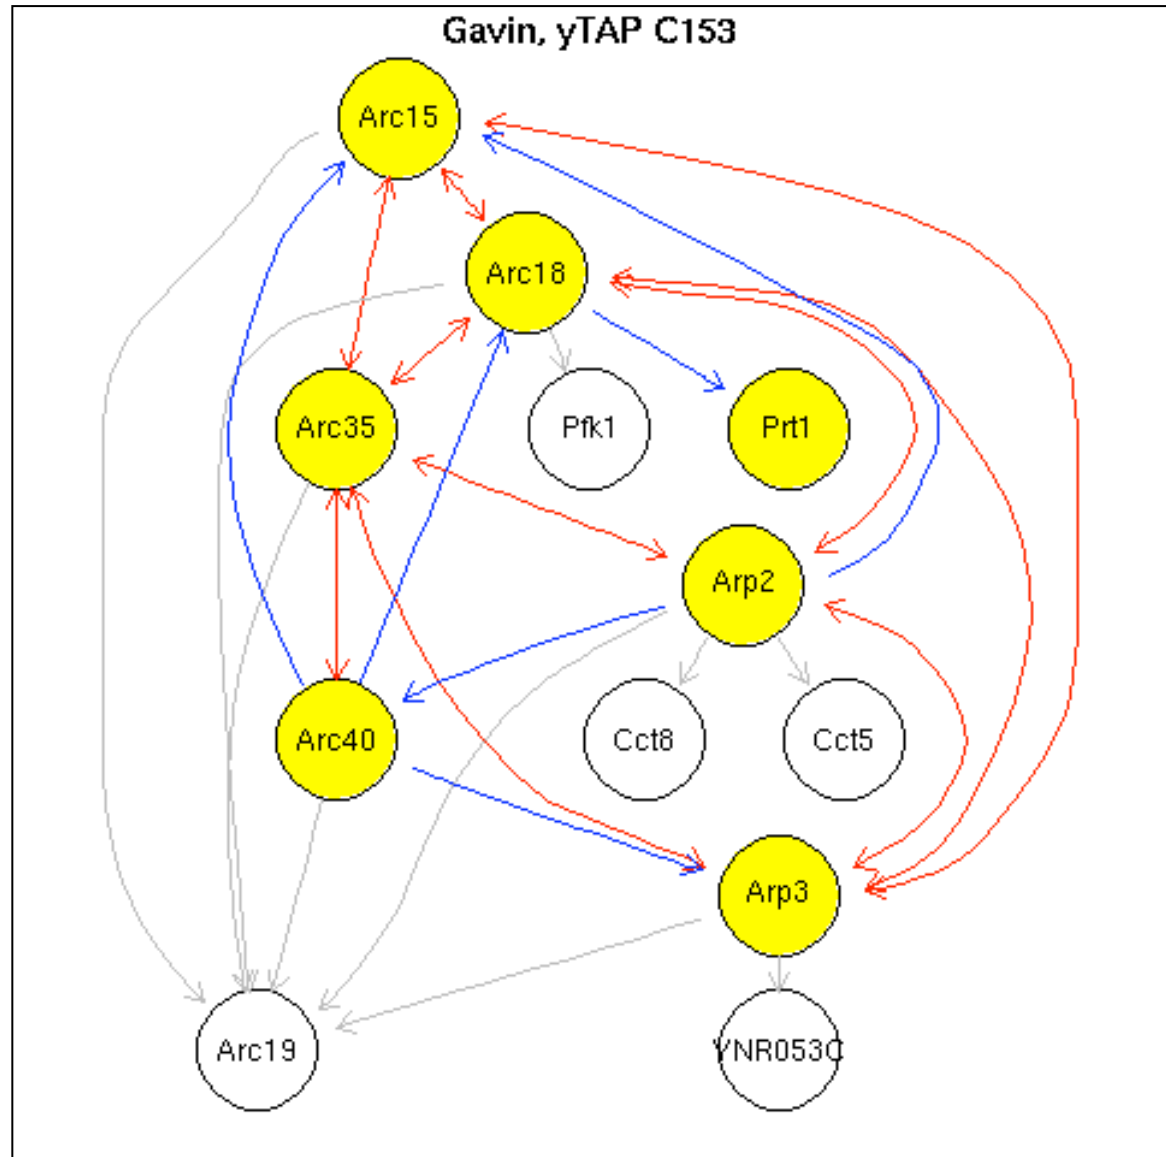 Gavin, yTAP C153
Arc15
Arc18
Arc35
Pfk1
Prt1
Arp2
Arc40
Cct8
Cct5
Arp3
Arc19
YNR053C